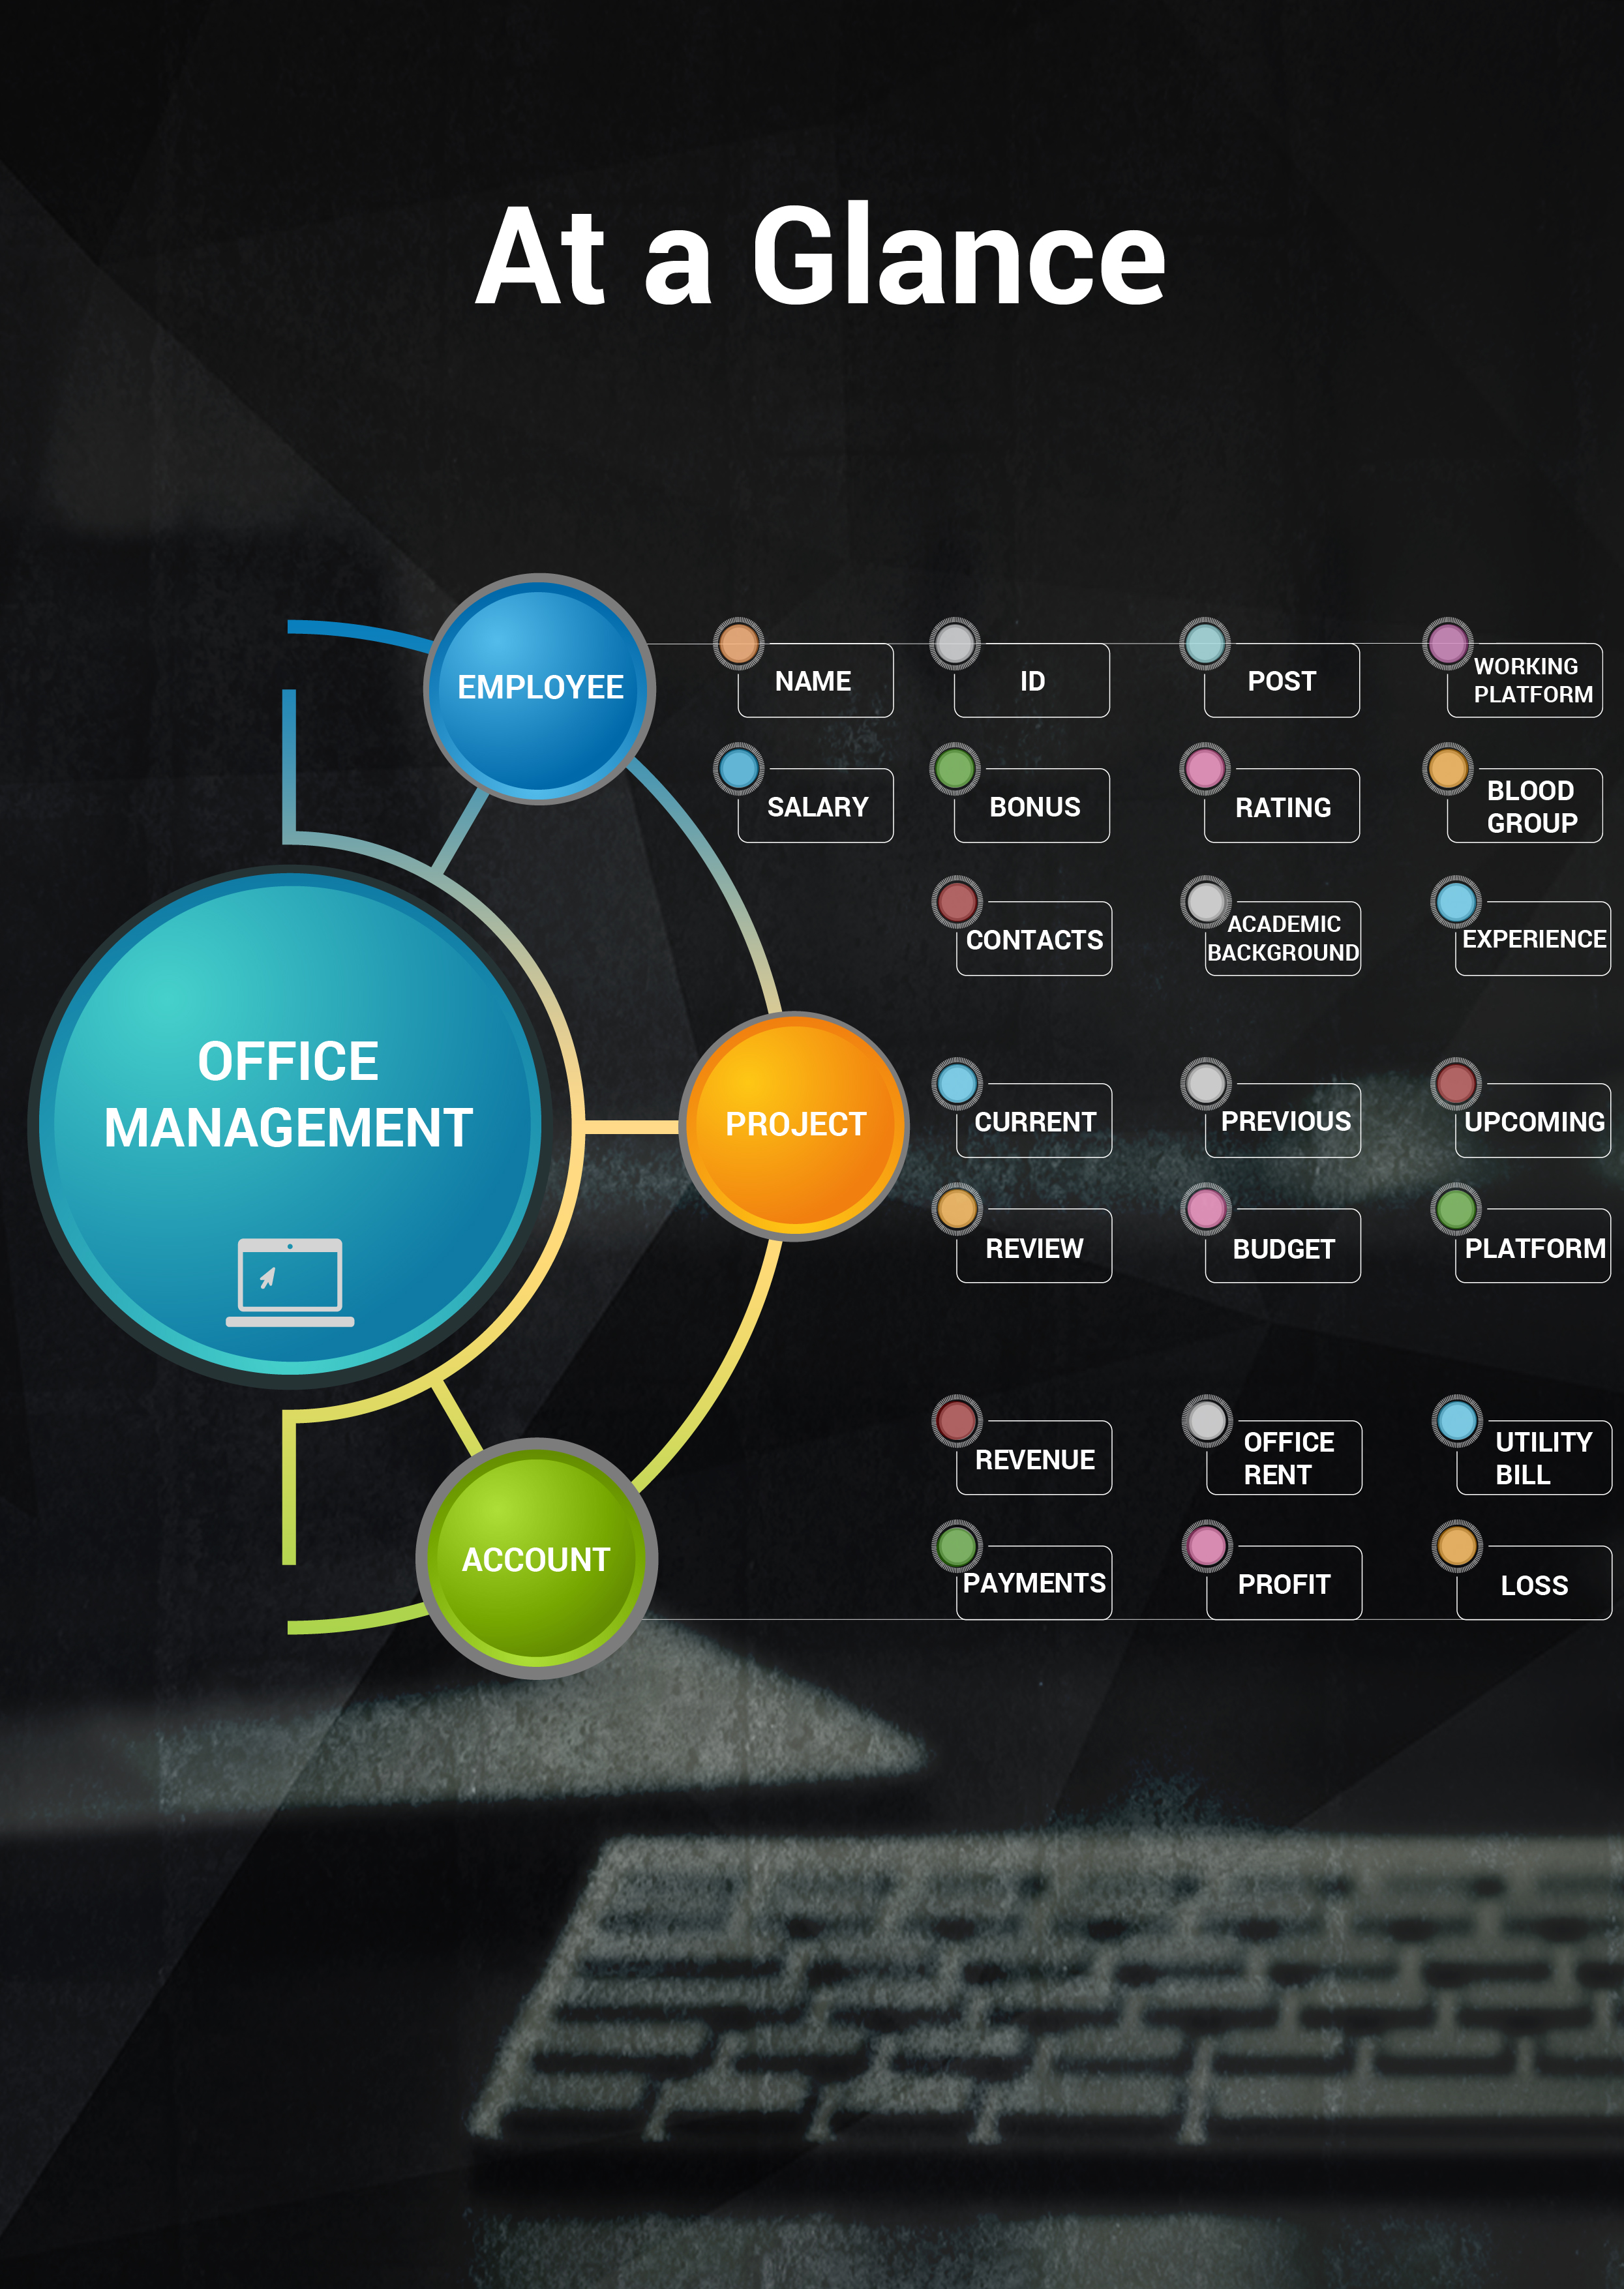 At a Glance
EMPLOYEE
NAME
ID
POST
WORKING
PLATFORM
SALARY
BONUS
RATING
BLOOD
GROUP
CONTACTS
ACADEMIC
BACKGROUND
EXPERIENCE
OFFICE
MANAGEMENT
PROJECT
CURRENT
PREVIOUS
UPCOMING
REVIEW
BUDGET
PLATFORM
ACCOUNT
REVENUE
OFFICE
RENT
UTILITY
BILL
PAYMENTS
PROFIT
LOSS